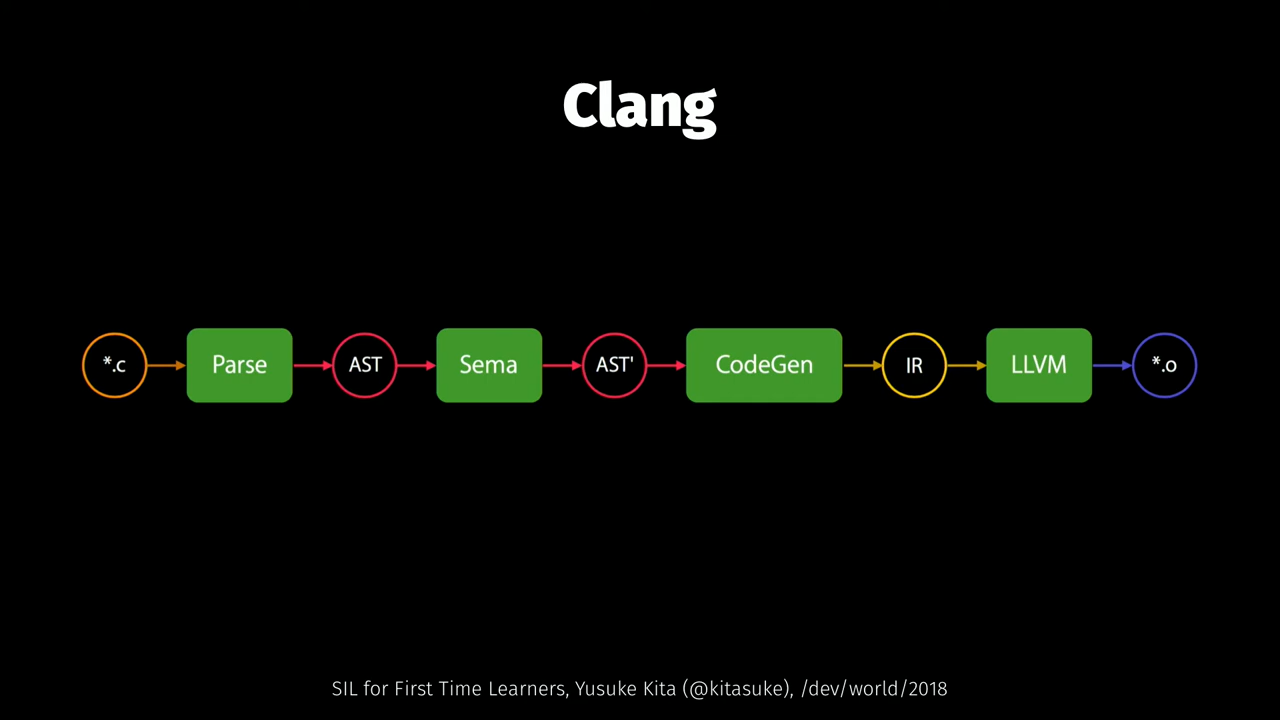 Clang
*.c Parse AST Sema AST' CodeGen IR LLVM *.o
SIL for First Time Learners, Yusuke Kita (@kitasuke), /dev/world/2018